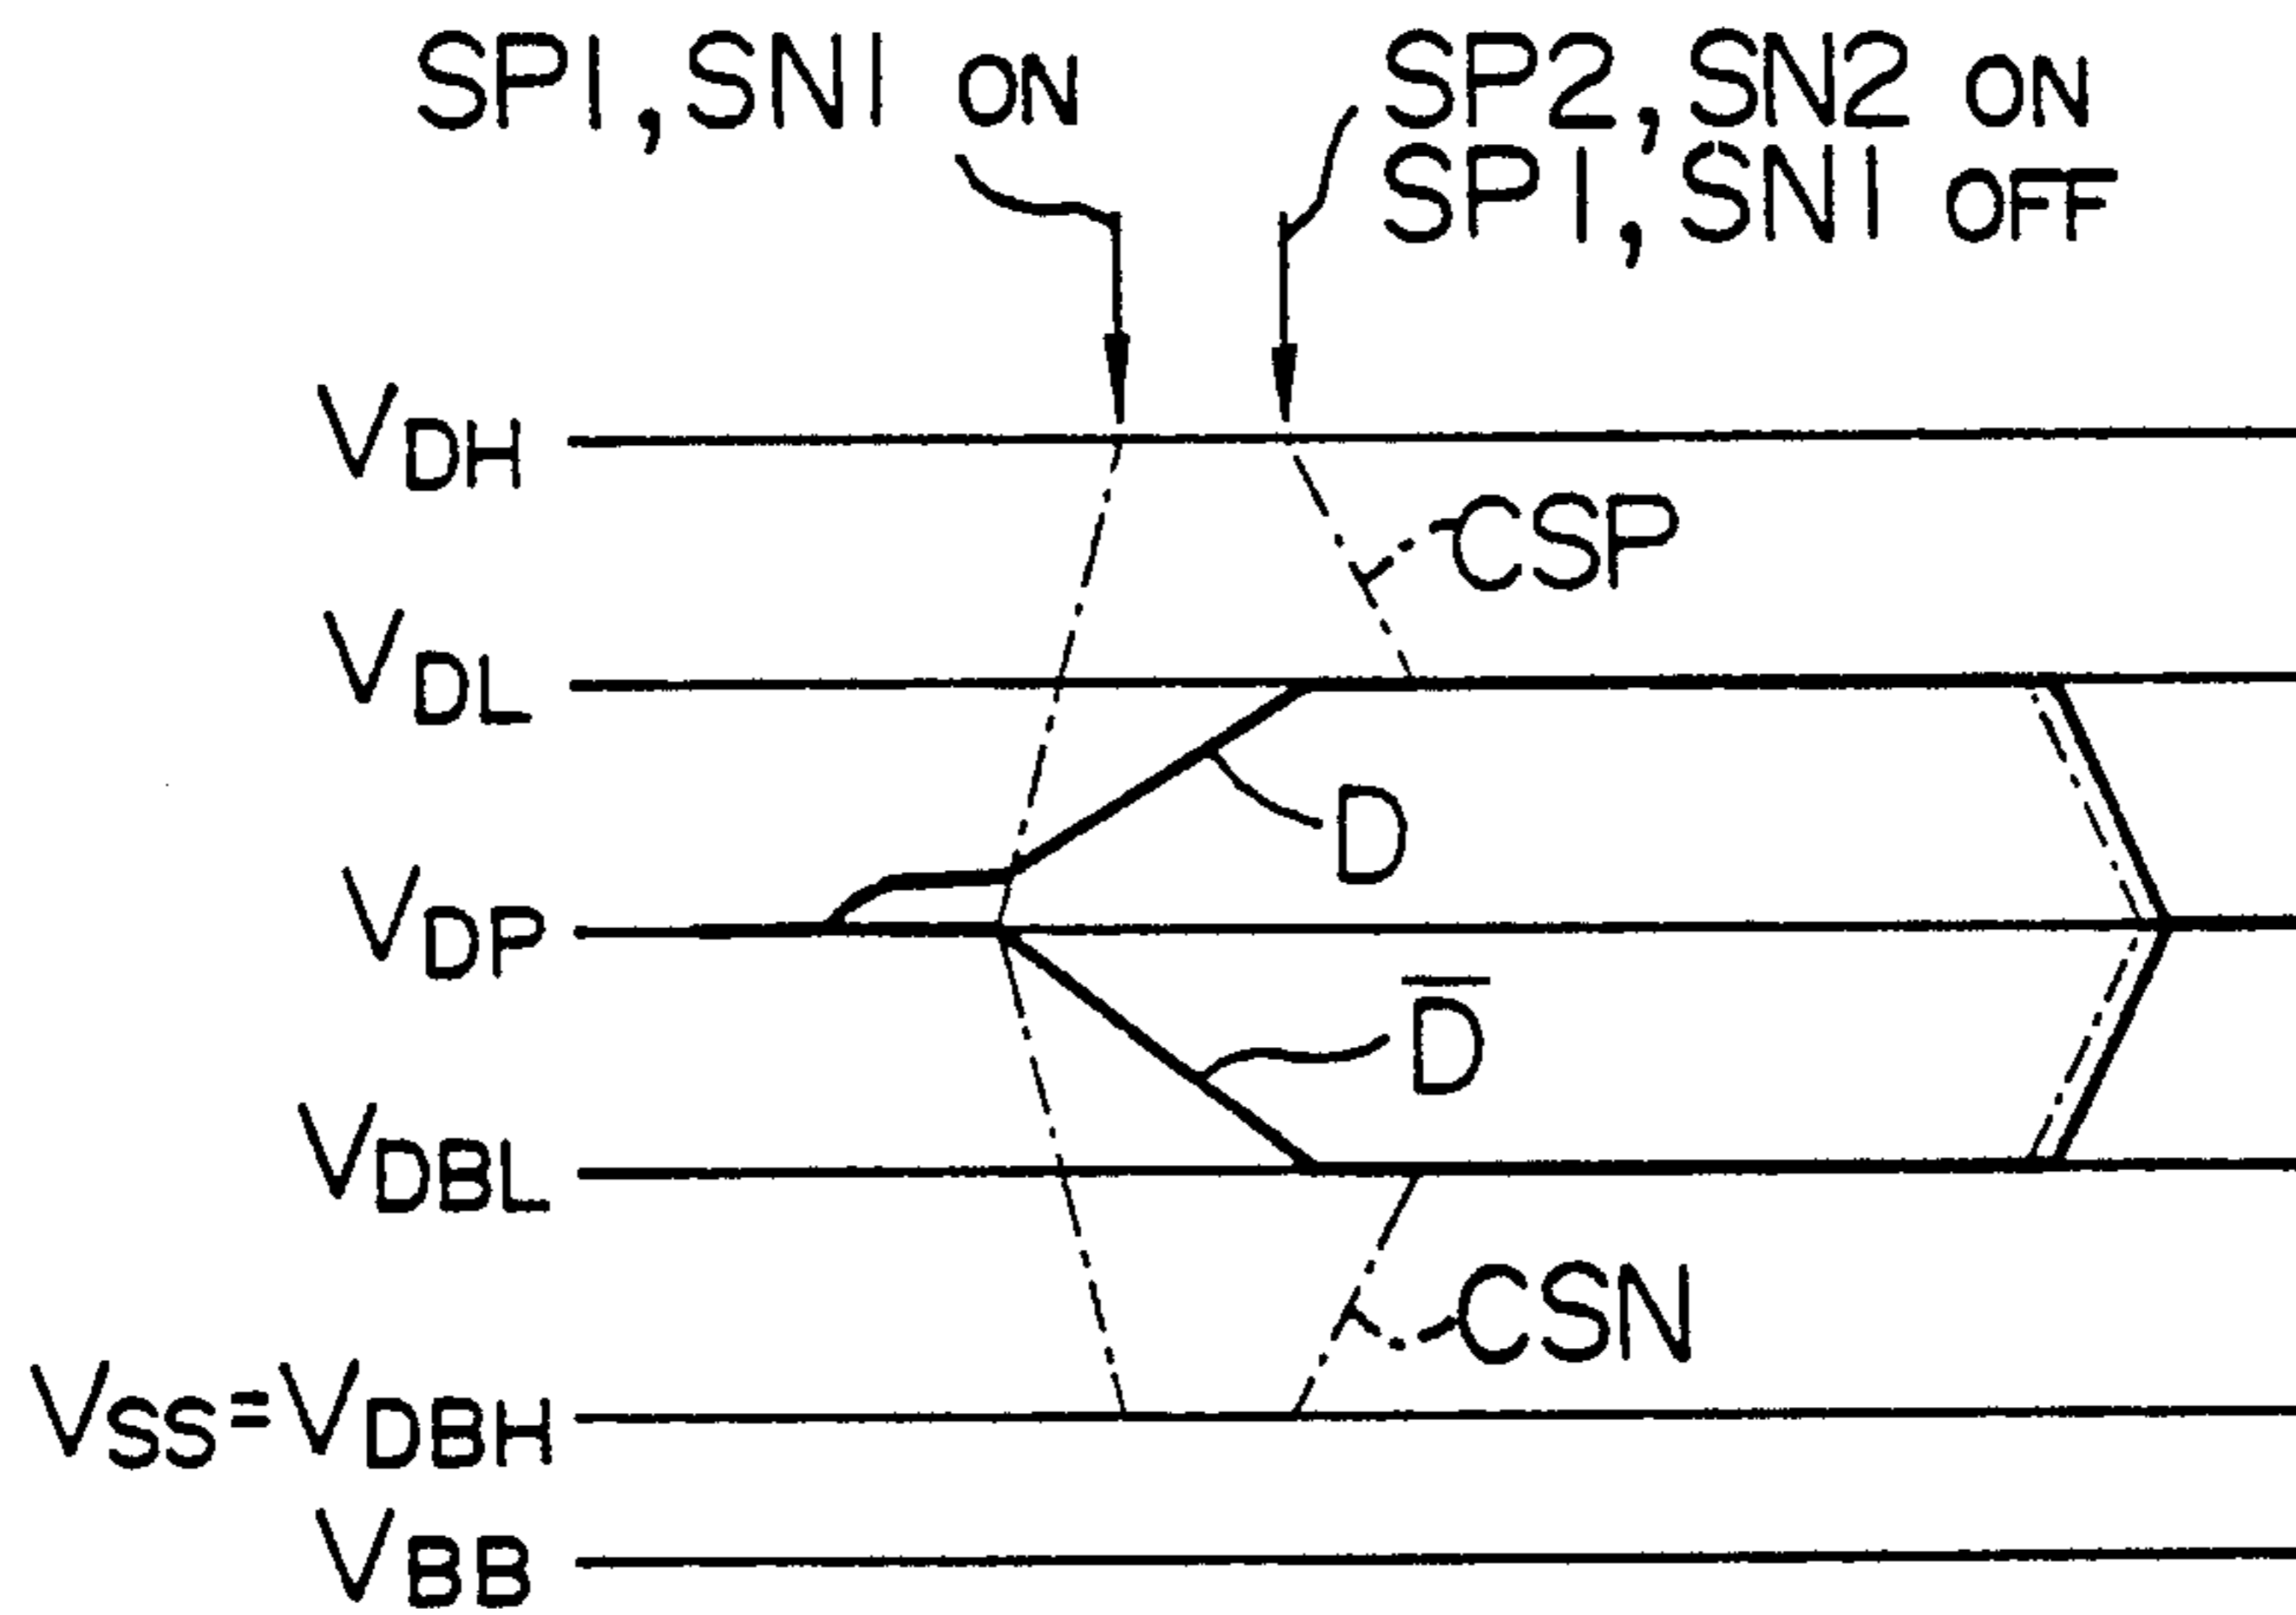 SP1, SN1 ON
SP2, SN2 ON
SP1, SN1 OFF
VDH
CSP
VDL
D
VDP
D̅
VDBL
CSN
VSS=VDBH
VBB